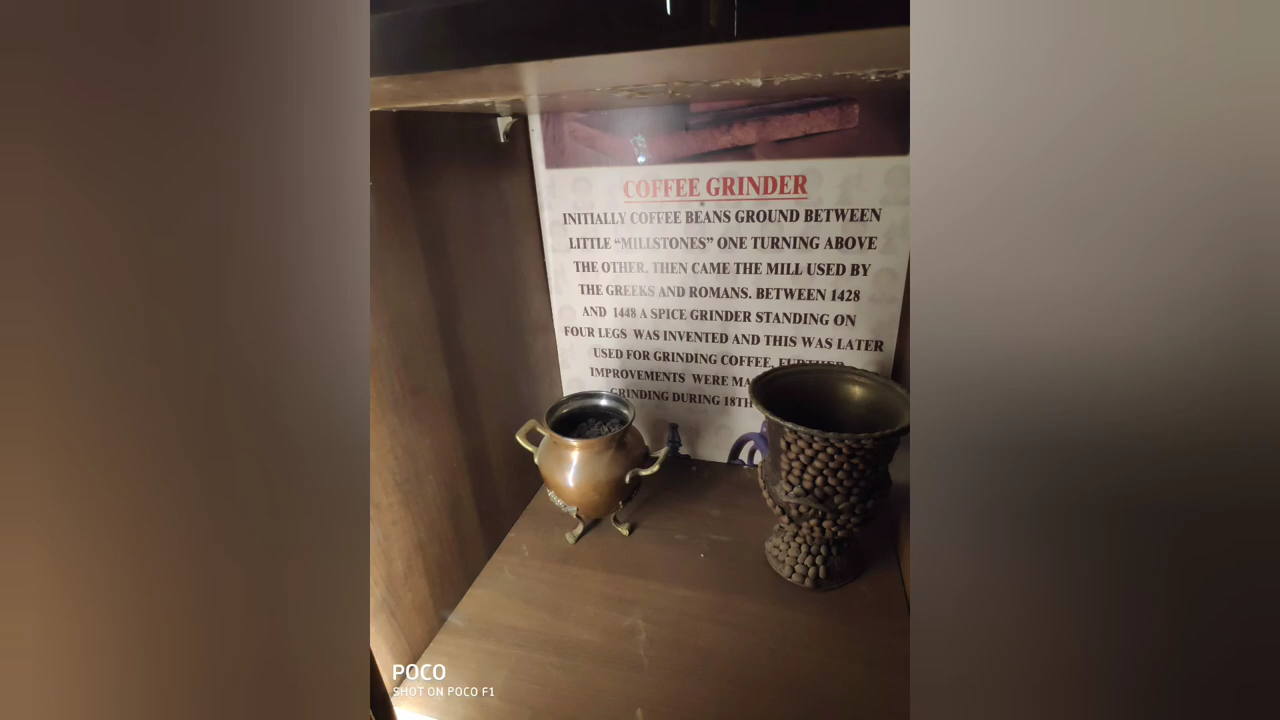 COFFEE GRINDER
INITIALLY COFFEE BEANS GROUND BETWEEN
LITTLE “MILLSTONES” ONE TURNING ABOVE
THE OTHER. THEN CAME THE MILL USED BY
THE GREEKS AND ROMANS. BETWEEN 1428
AND 1448 A SPICE GRINDER STANDING ON
FOUR LEGS WAS INVENTED AND THIS WAS LATER
USED FOR GRINDING COFFEE. FURTHER
IMPROVEMENTS WERE
GRINDING DURING 18TH
POCO
SHOT ON POCO F1